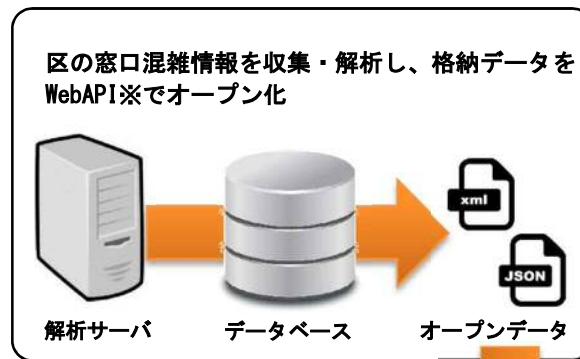 区の窓口混雑情報を収集・解析し、格納データを
WebAPI※でオープン化
xml
JSON
解析サーバ データベース オープンデータ